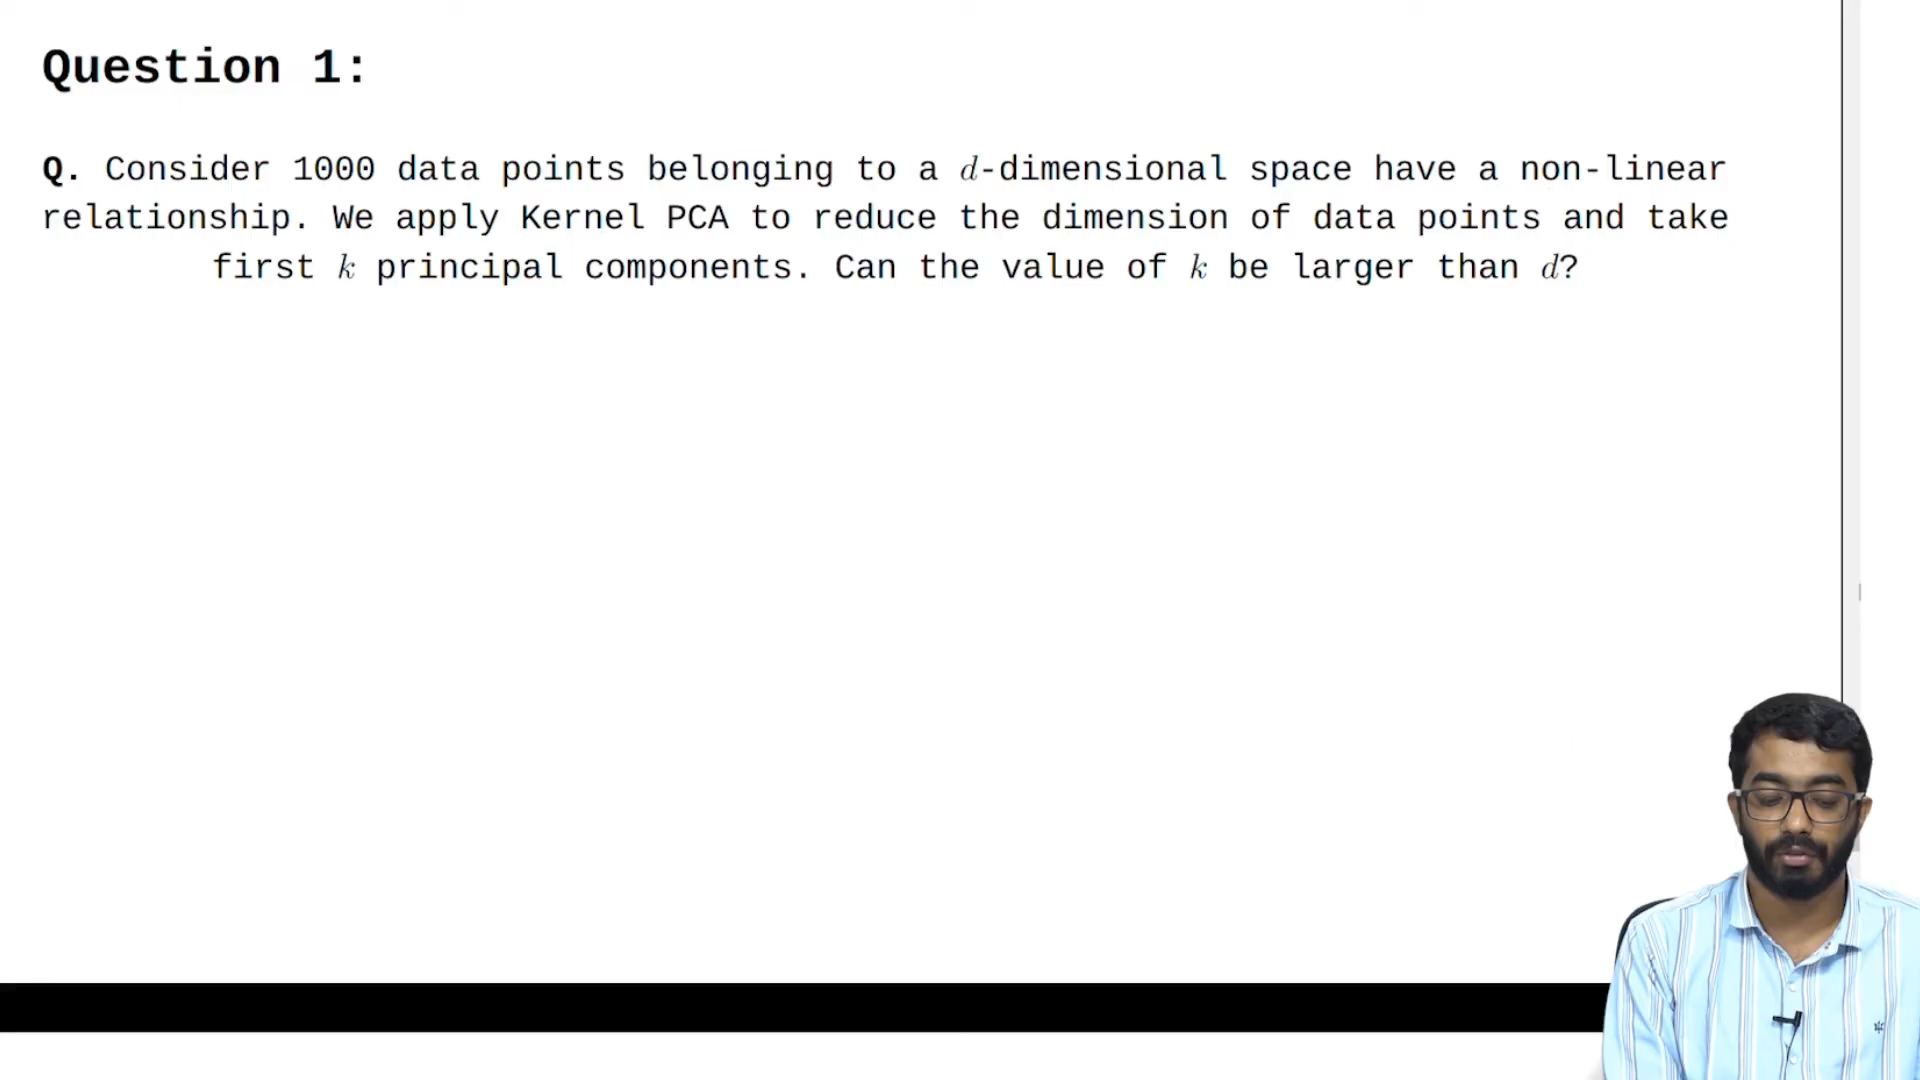 Question 1:
Q. Consider 1000 data points belonging to a d-dimensional space have a non-linear
relationship. We apply Kernel PCA to reduce the dimension of data points and take
first k principal components. Can the value of k be larger than d?